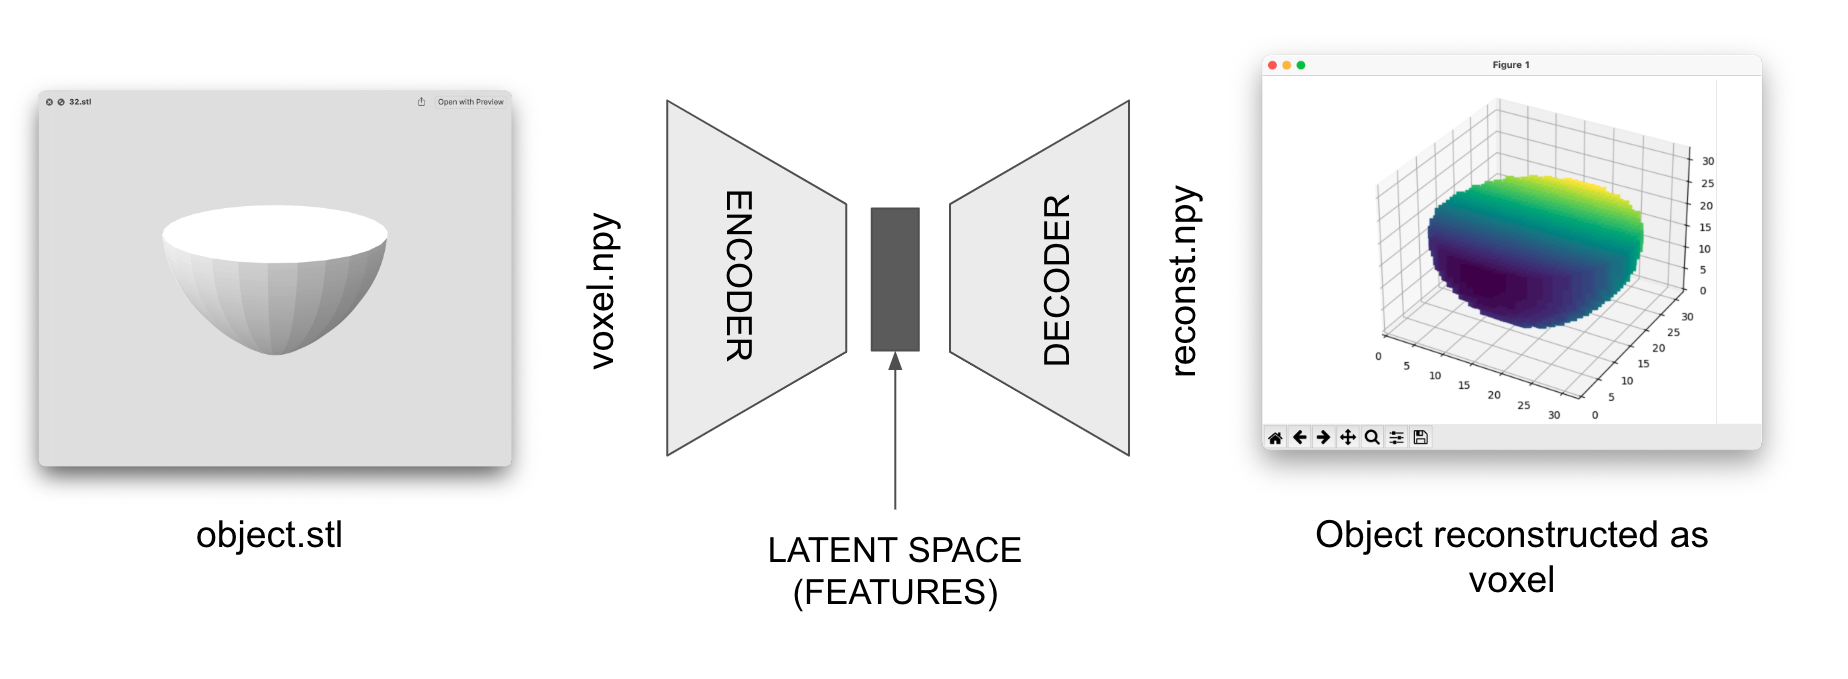 32.stl
Open with Preview
object.stl
voxel.npy
ENCODER
LATENT SPACE
(FEATURES)
DECODER
reconst.npy
Figure 1
30
25
20
15
10
5
0
30
25
20
15
10
5
0
0
5
10
15
20
25
30
Object reconstructed as
voxel